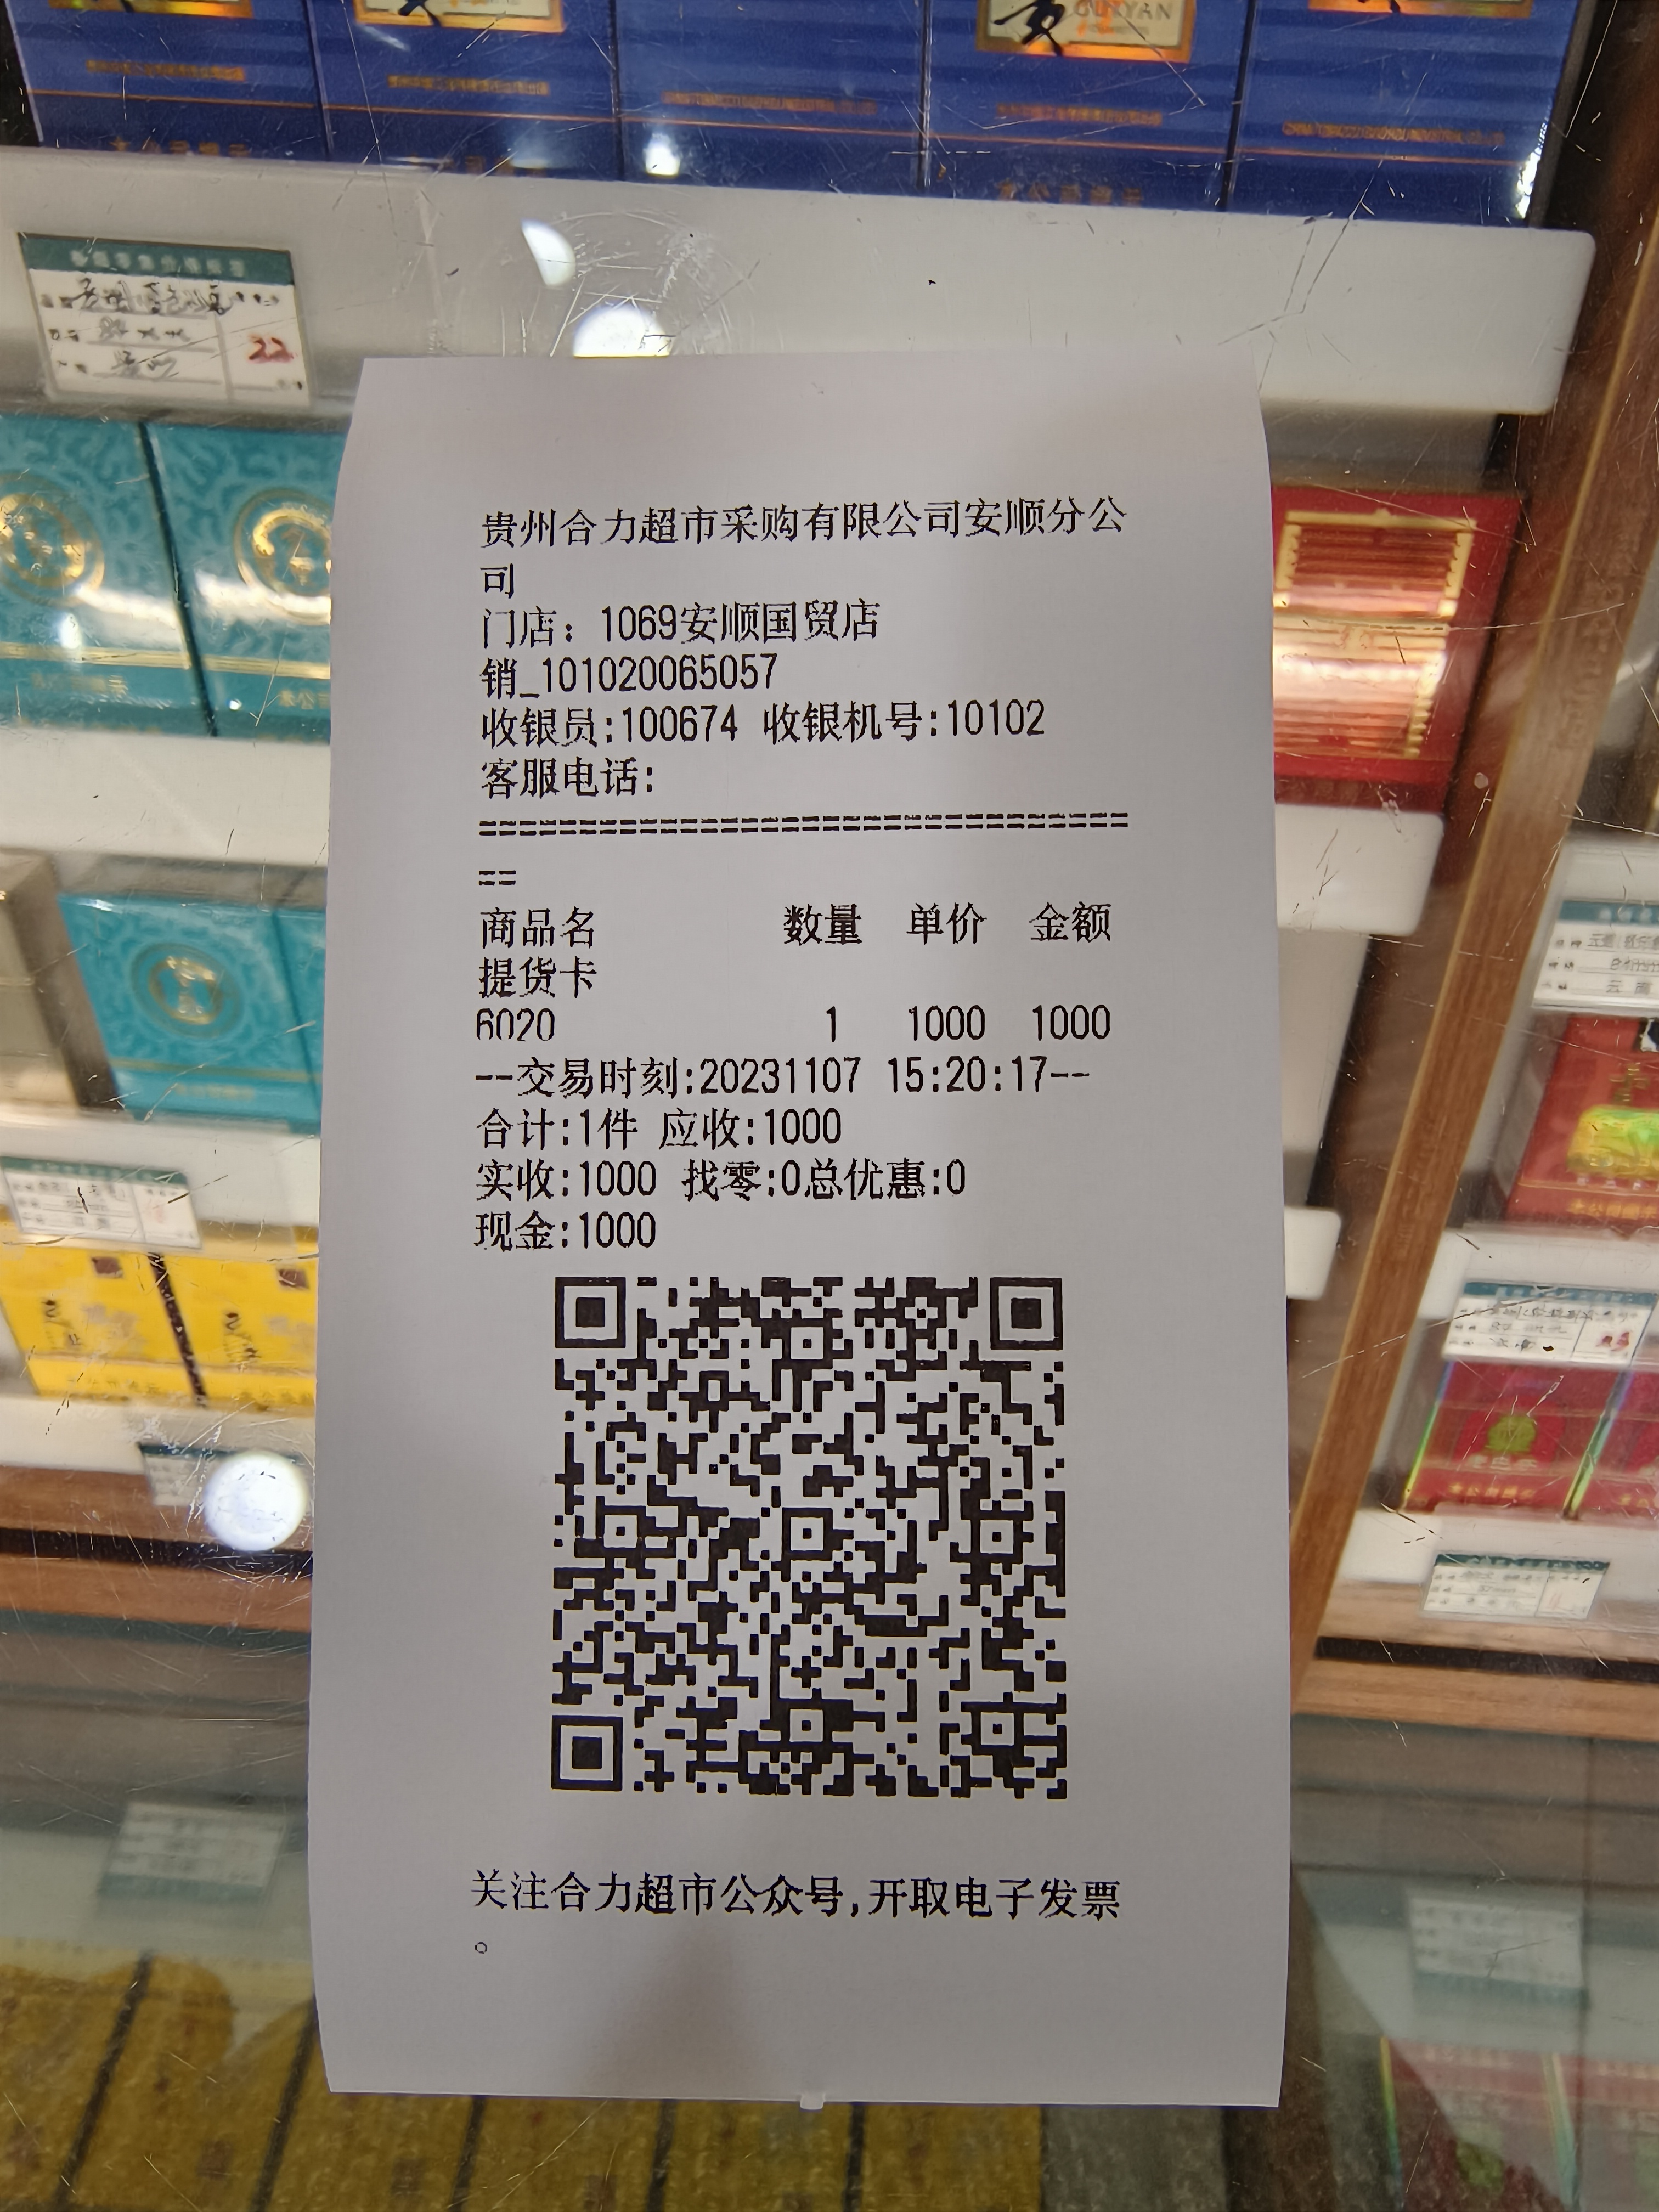 贵州合力超市采购有限公司安顺分公
司
门店：1069安顺国贸店
销_101020065057
收银员:100674 收银机号:10102
客服电话:
================================
==
商品名 数量 单价 金额
提货卡
6020 1 1000 1000
--交易时刻:20231107 15:20:17--
合计:1件 应收:1000
实收:1000 找零:0总优惠:0
现金:1000
关注合力超市公众号,开取电子发票
。
22